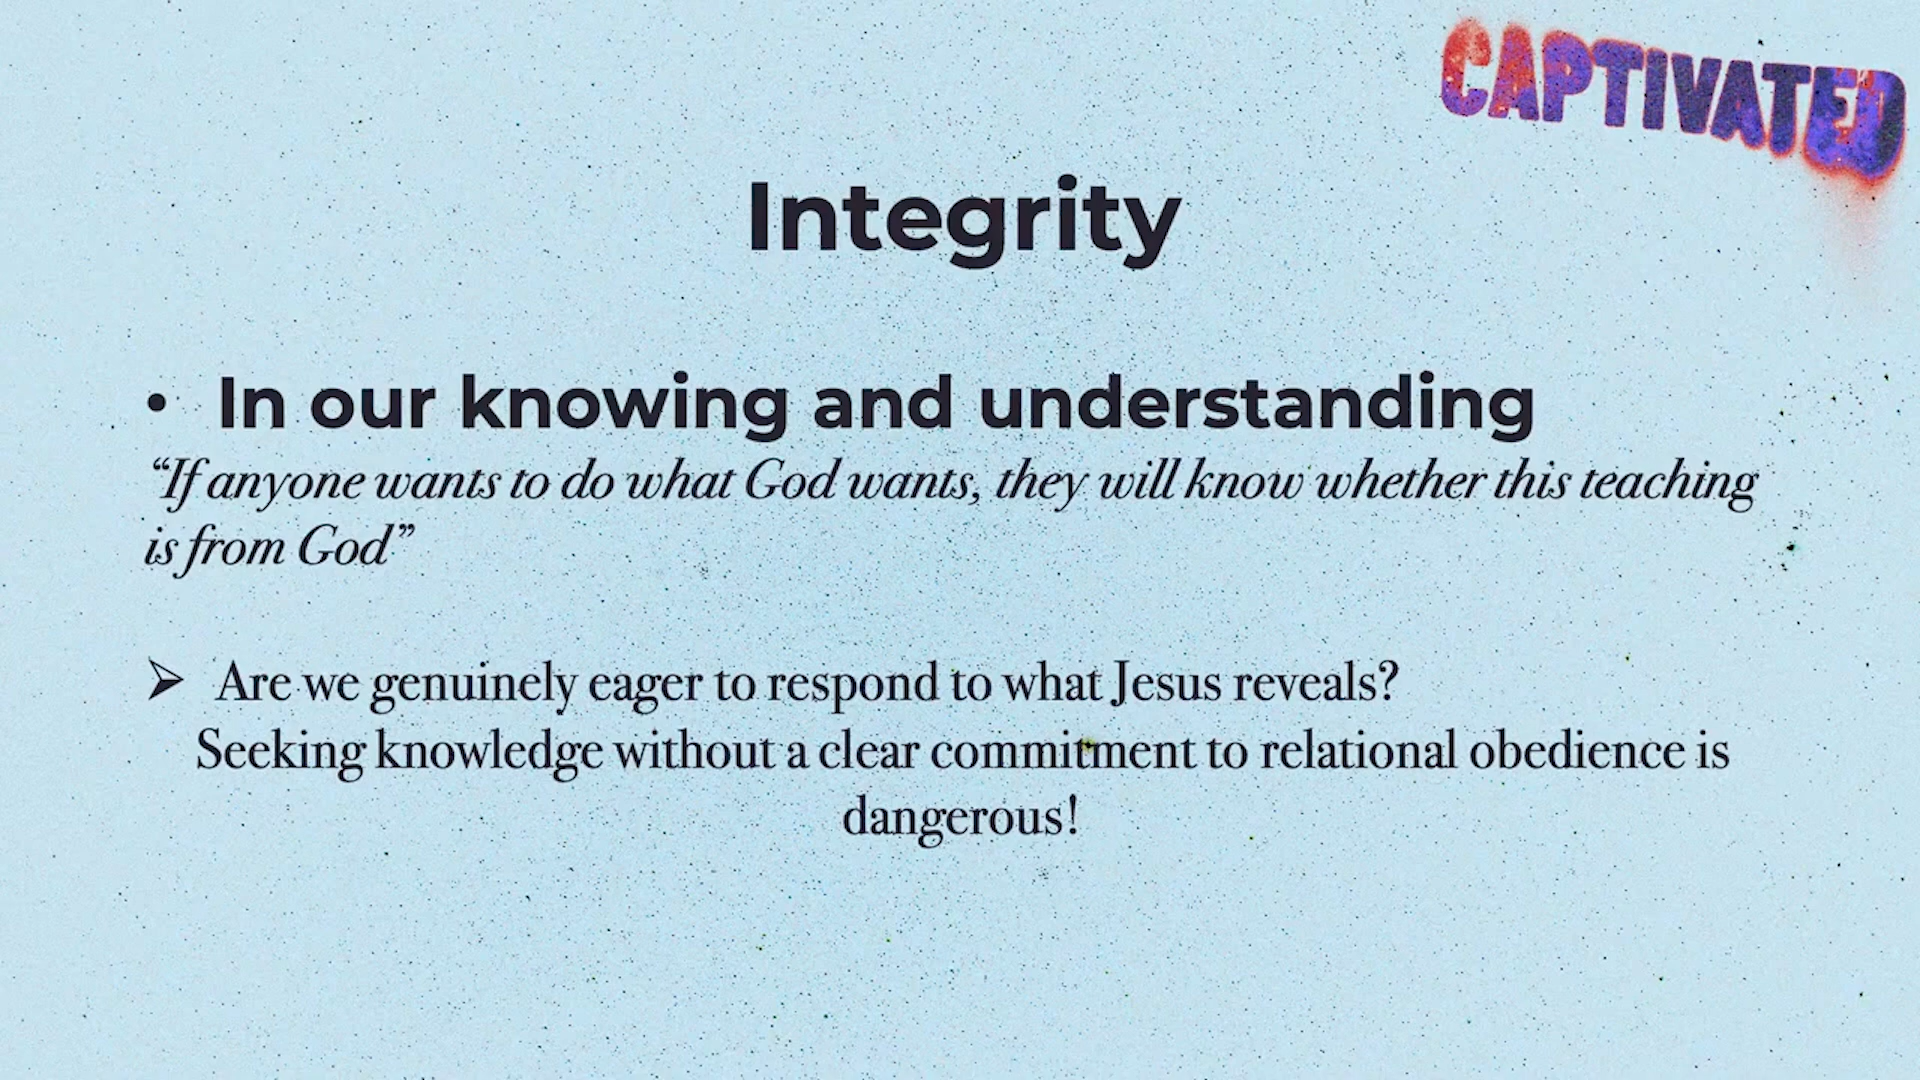 CAPTIVATED
Integrity
• In our knowing and understanding
“If anyone wants to do what God wants, they will know whether this teaching
is from God”
➢ Are we genuinely eager to respond to what Jesus reveals?
Seeking knowledge without a clear commitment to relational obedience is
dangerous!